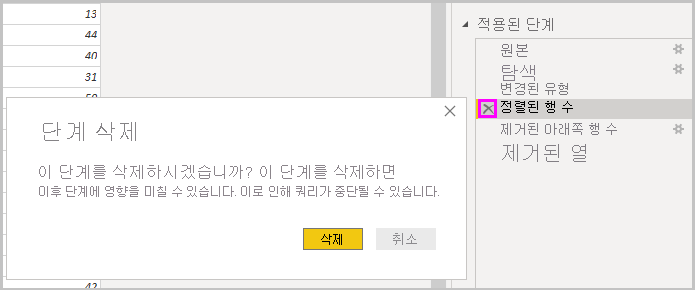 13
44
40
31
적용된 단계
원본
탐색
변경된 유형
정렬된 행 수
제거된 아래쪽 행 수
제거된 열
단계 삭제
이 단계를 삭제하시겠습니까? 이 단계를 삭제하면
이후 단계에 영향을 미칠 수 있습니다. 이로 인해 쿼리가 중단될 수 있습니다.
삭제
취소